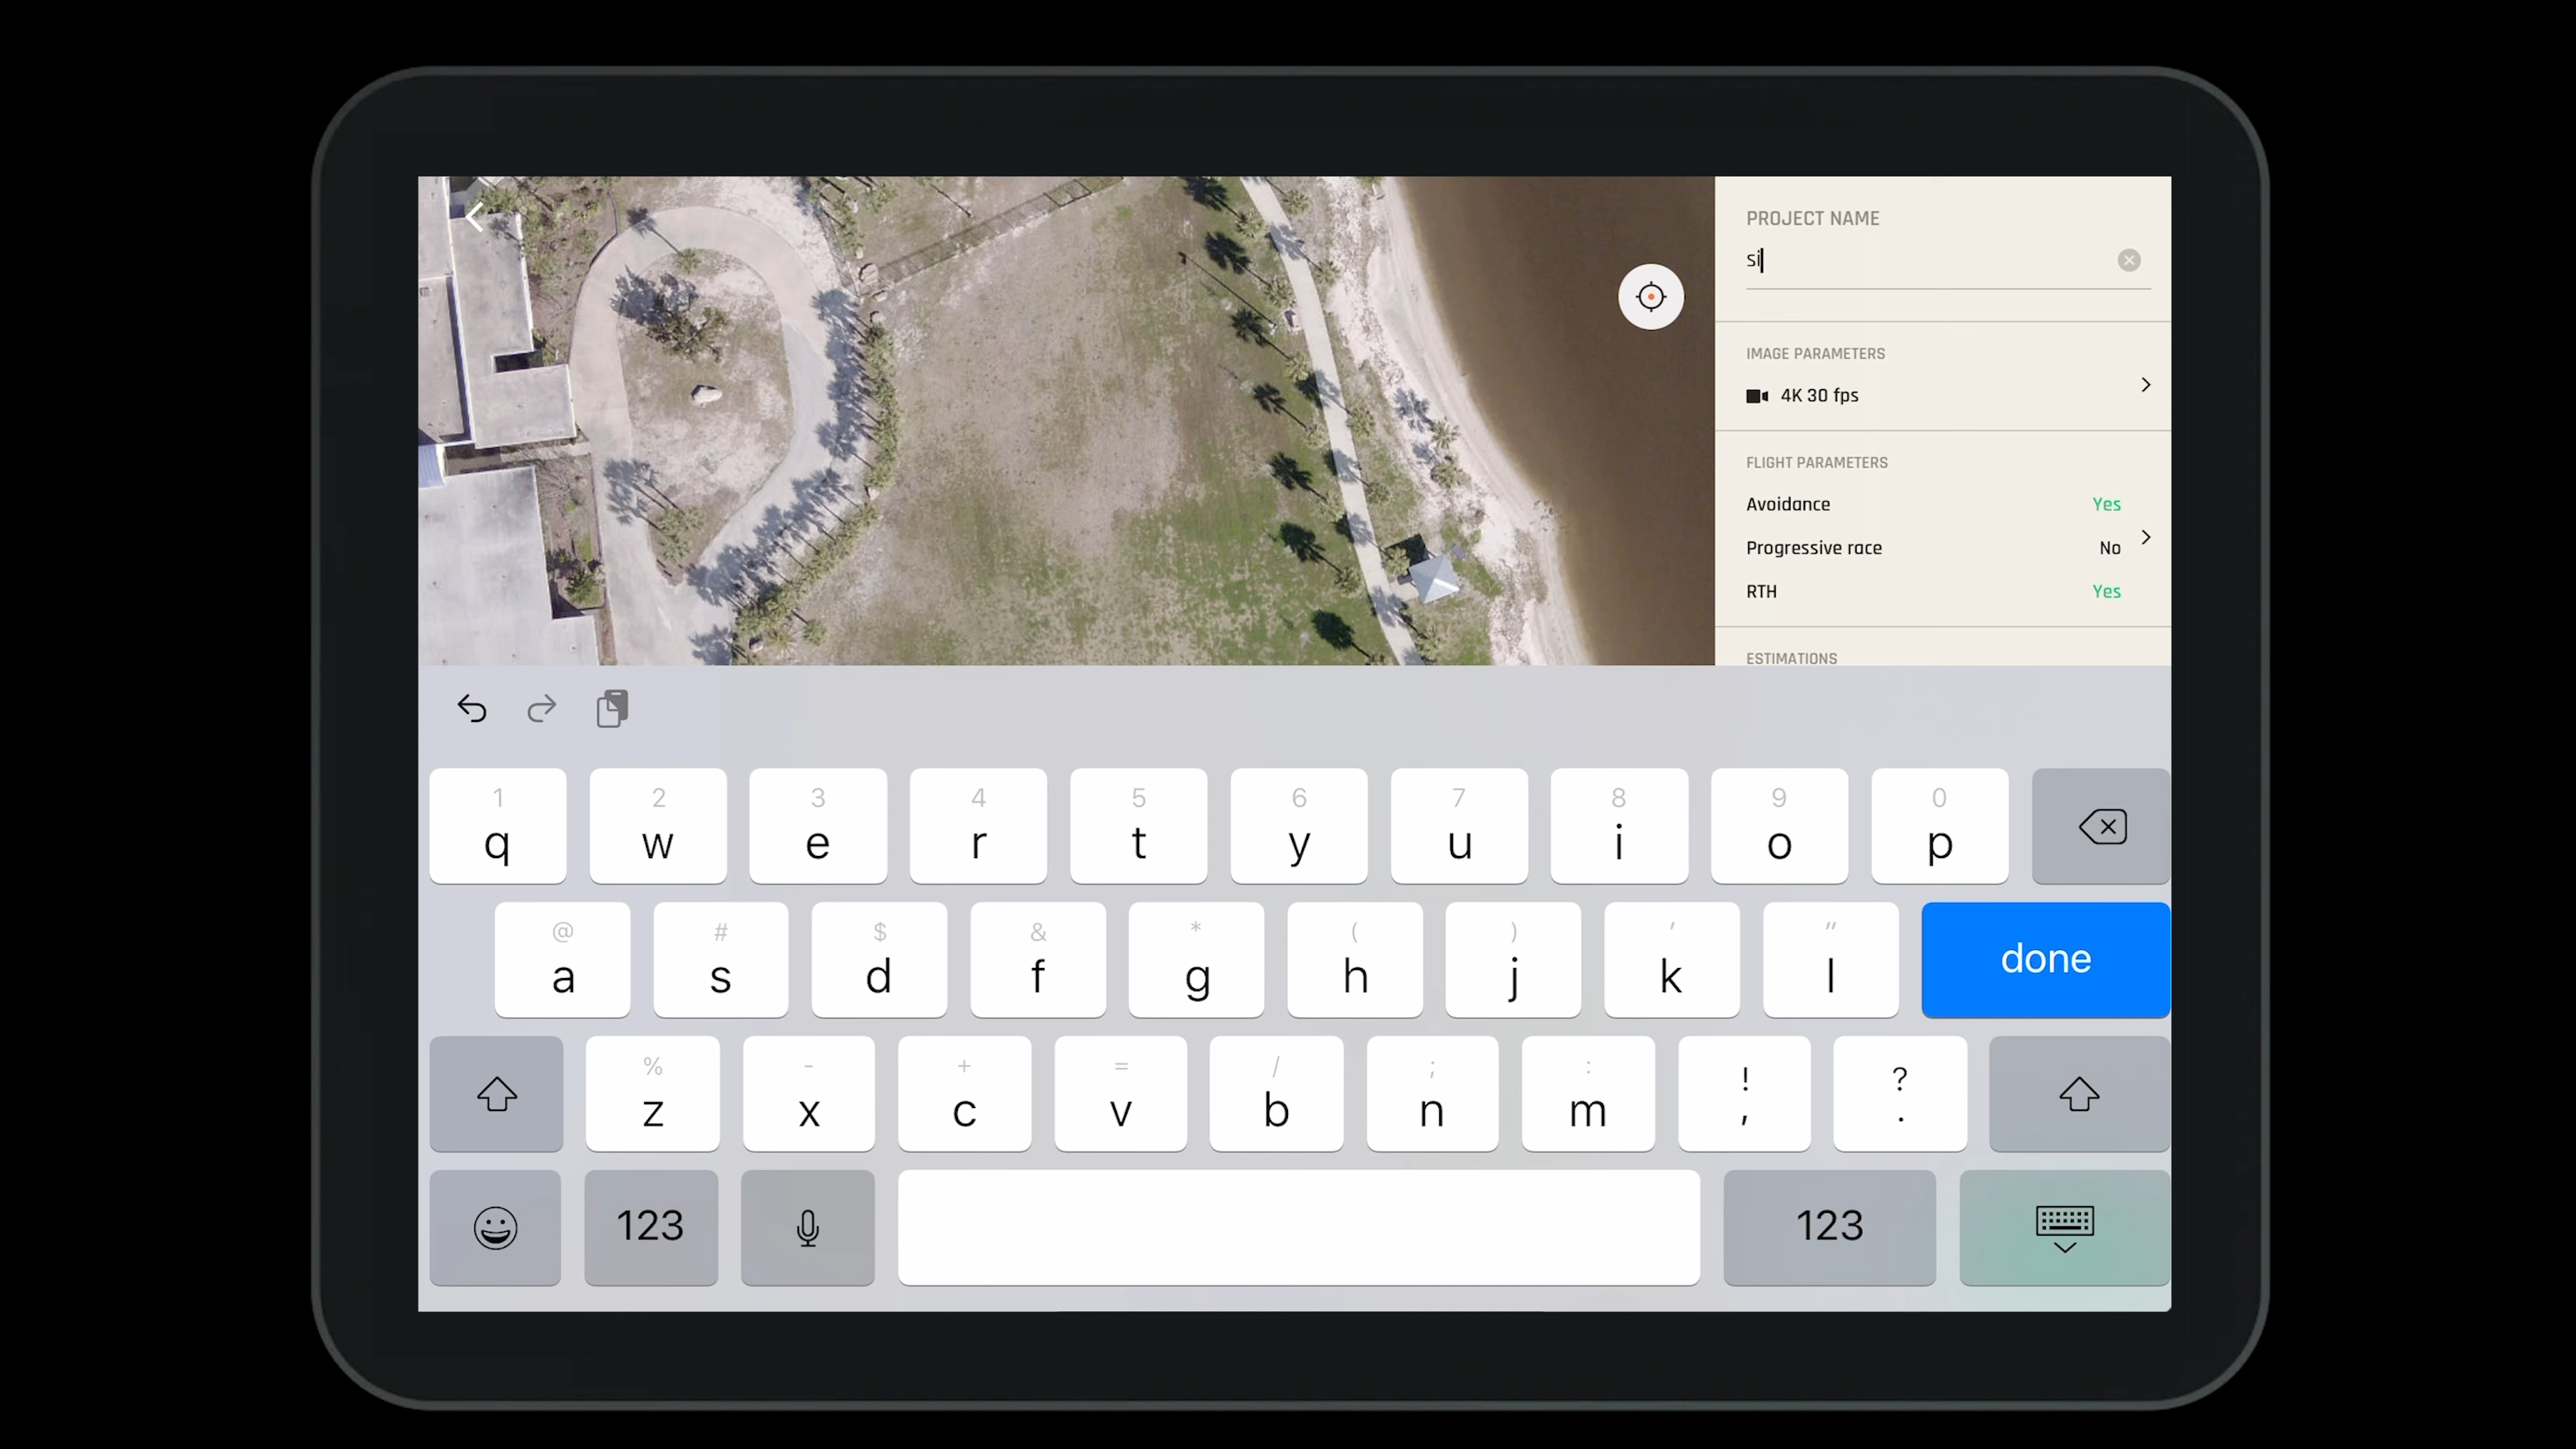 PROJECT NAME
si
IMAGE PARAMETERS
4K 30 fps
FLIGHT PARAMETERS
Avoidance Yes
Progressive race No
RTH Yes
ESTIMATIONS
1 2 3 4 5 6 7 8 9 0
q w e r t y u i o p
@ # $ & * ( ) ' "
a s d f g h j k l done
% - + = / ; : ! ?
z x c v b n m , .
123 123